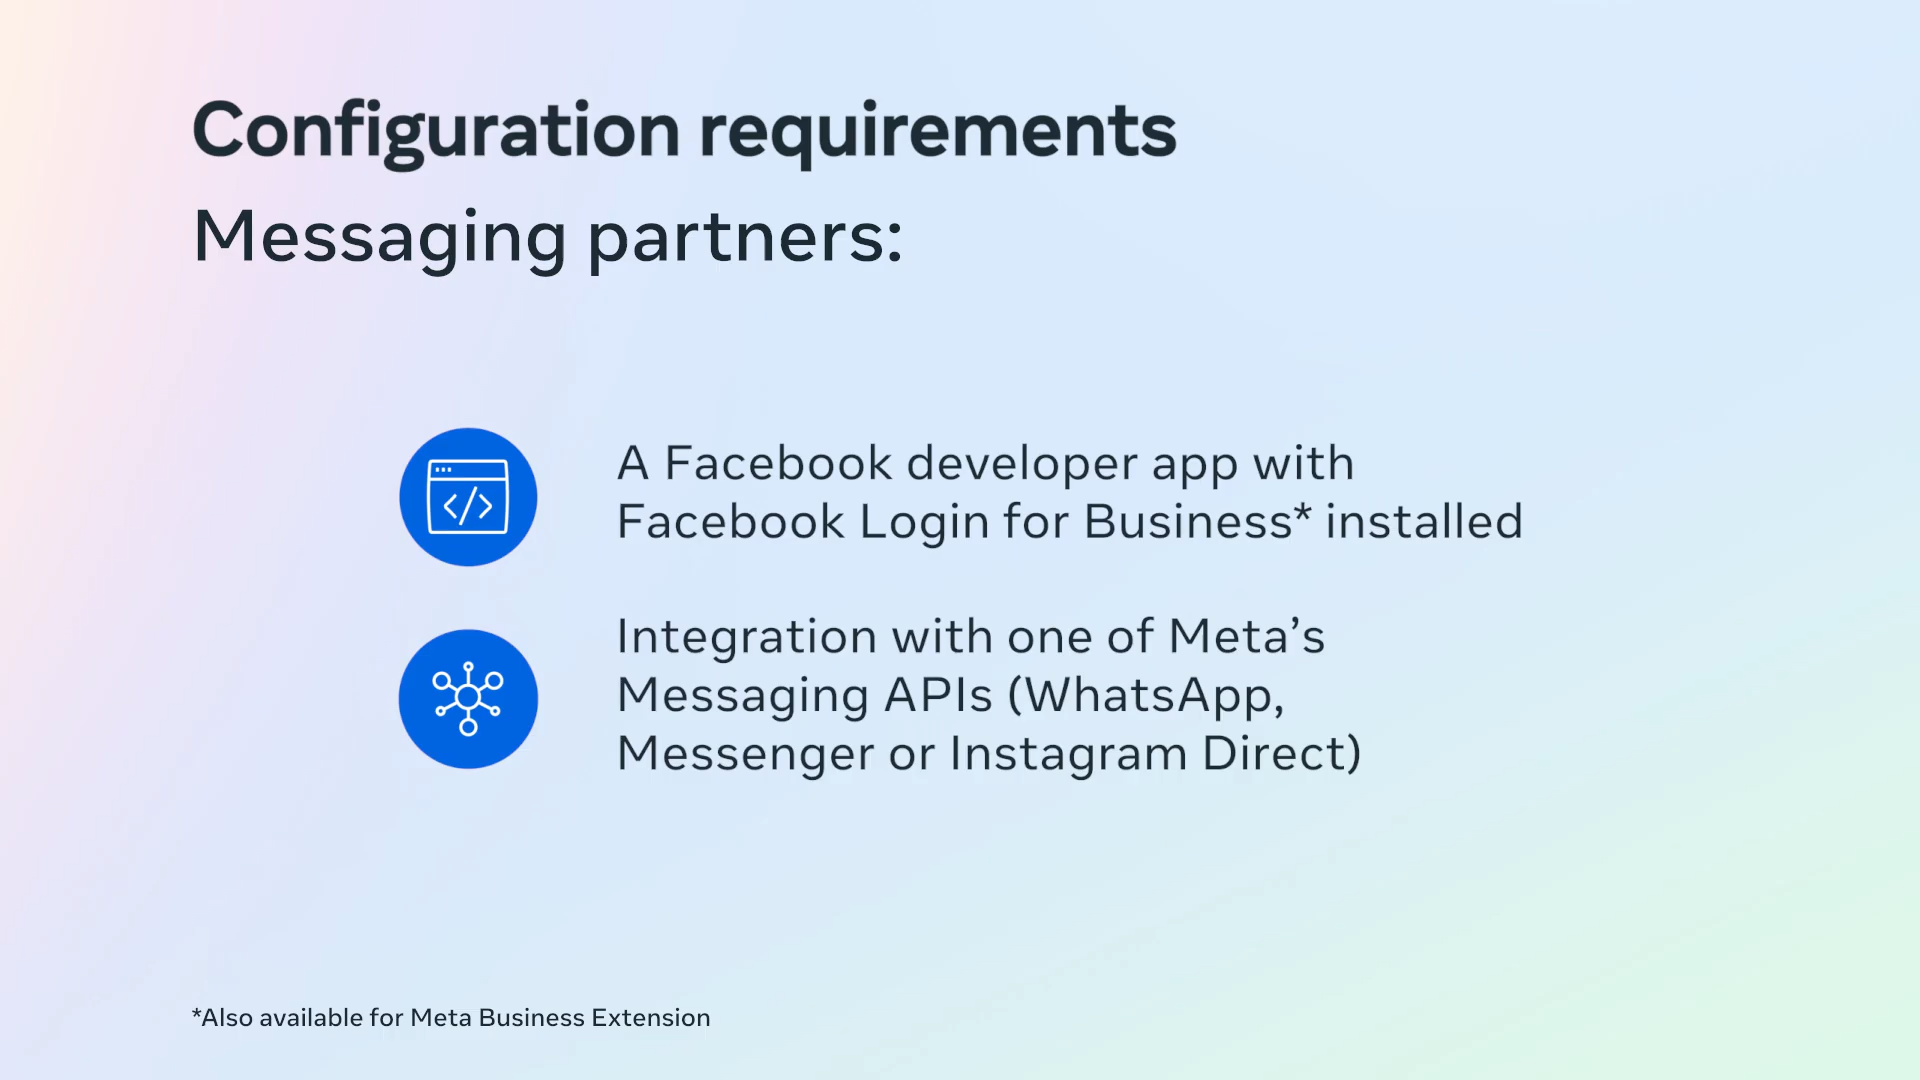 Configuration requirements
Messaging partners:
A Facebook developer app with
Facebook Login for Business* installed
Integration with one of Meta’s
Messaging APIs (WhatsApp,
Messenger or Instagram Direct)
*Also available for Meta Business Extension